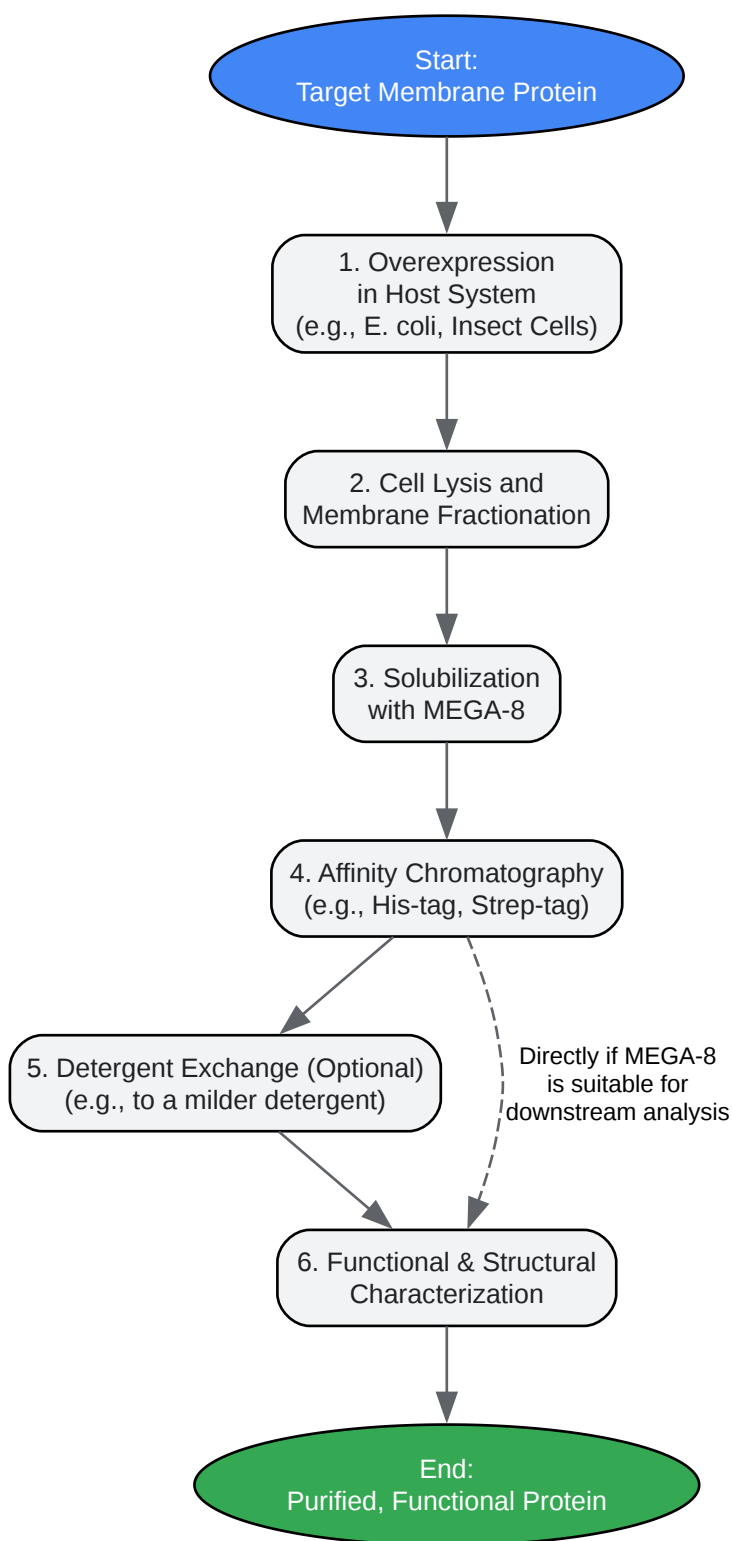 Start:
Target Membrane Protein
1. Overexpression
in Host System
(e.g., E. coli, Insect Cells)
2. Cell Lysis and
Membrane Fractionation
3. Solubilization
with MEGA-8
4. Affinity Chromatography
(e.g., His-tag, Strep-tag)
5. Detergent Exchange (Optional)
(e.g., to a milder detergent)
Directly if MEGA-8
is suitable for
downstream analysis
6. Functional & Structural
Characterization
End:
Purified, Functional Protein